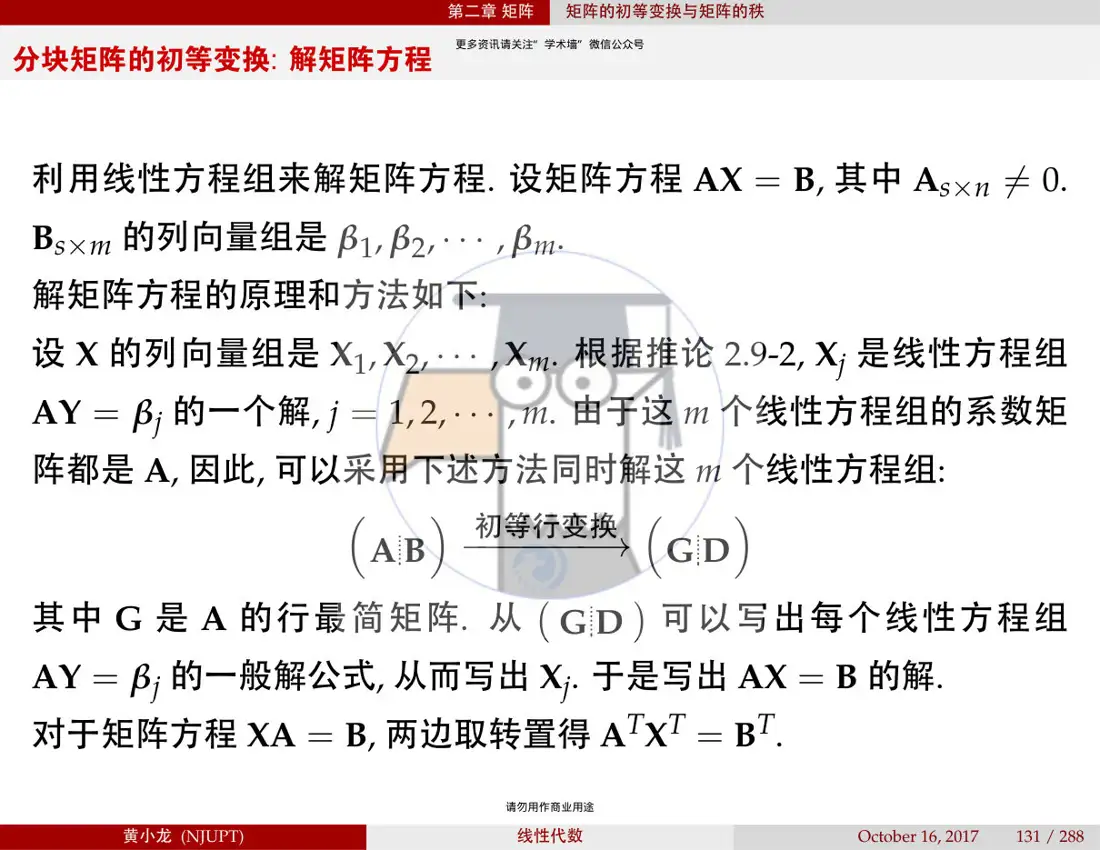 第二章 矩阵 矩阵的初等变换与矩阵的秩
更多资讯请关注“学术墙”微信公众号
分块矩阵的初等变换: 解矩阵方程
利用线性方程组来解矩阵方程. 设矩阵方程 AX = B, 其中 A_{s×n} ≠ 0.
B_{s×m} 的列向量组是 β_1, β_2, ⋯ , β_m.
解矩阵方程的原理和方法如下:
设 X 的列向量组是 X_1, X_2, ⋯ , X_m. 根据推论 2.9-2, X_j 是线性方程组
AY = β_j 的一个解, j = 1, 2, ⋯ , m. 由于这 m 个线性方程组的系数矩
阵都是 A, 因此, 可以采用下述方法同时解这 m 个线性方程组:
(A⋮B) 初等行变换→ (G⋮D)
其中 G 是 A 的行最简矩阵. 从 (G⋮D) 可以写出每个线性方程组
AY = β_j 的一般解公式, 从而写出 X_j. 于是写出 AX = B 的解.
对于矩阵方程 XA = B, 两边取转置得 A^T X^T = B^T.
请勿用作商业用途
黄小龙 (NJUPT) 线性代数 October 16, 2017 131 / 288